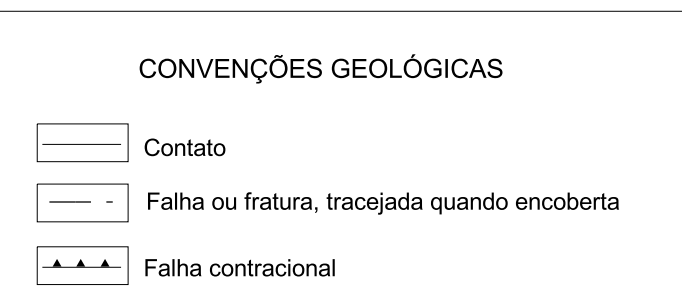 CONVENÇÕES GEOLÓGICAS
Contato
Falha ou fratura, tracejada quando encoberta
Falha contracional